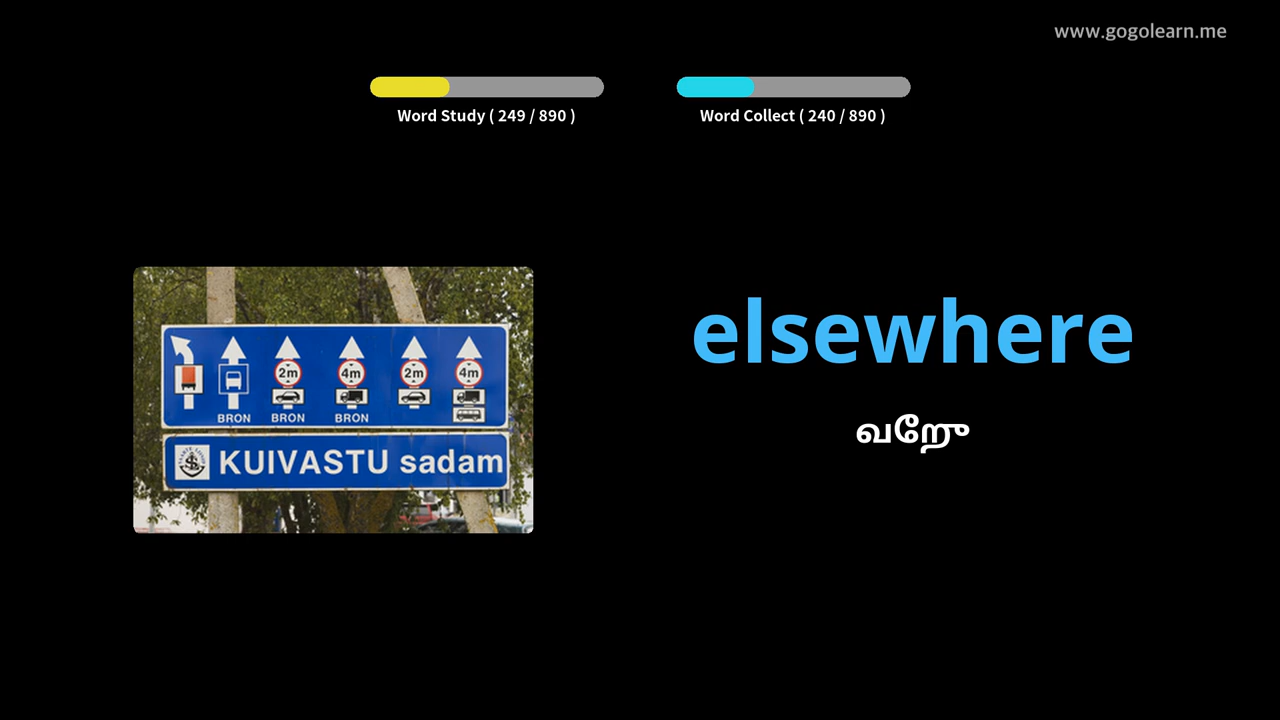 www.gogolearn.me
Word Study ( 249 / 890 )
Word Collect ( 240 / 890 )
elsewhere
வேறு
2m 4m 2m 4m
BRON BRON BRON
KUIVASTU sadam